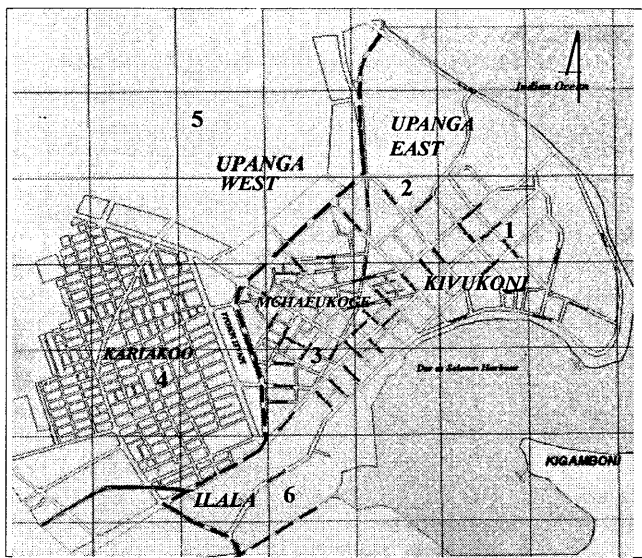 Indian Ocean
5
UPANGA
EAST
UPANGA
WEST
2
1
KIVUKONI
KARIAKOO
3
Dar es Salaam Harbour
4
KIGAMBONI
ILALA
6